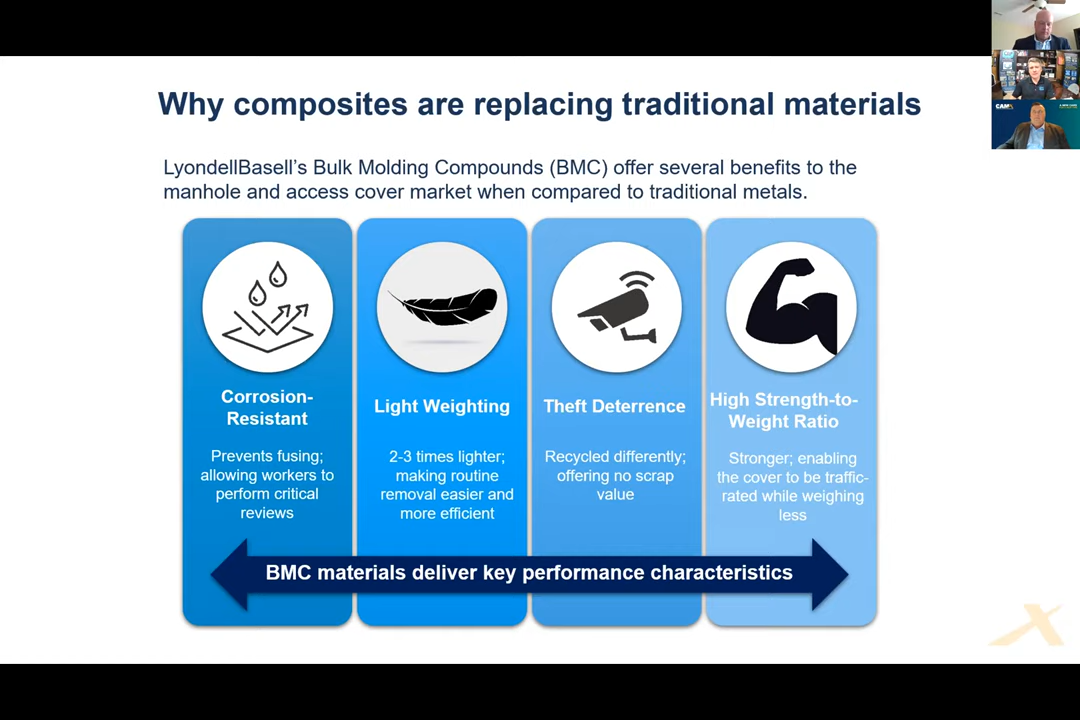 Why composites are replacing traditional materials
LyondellBasell's Bulk Molding Compounds (BMC) offer several benefits to the
manhole and access cover market when compared to traditional metals.
Corrosion-
Resistant
Prevents fusing;
allowing workers to
perform critical
reviews
Light Weighting
2-3 times lighter;
making routine
removal easier and
more efficient
Theft Deterrence
Recycled differently;
offering no scrap
value
High Strength-to-
Weight Ratio
Stronger; enabling
the cover to be traffic-
rated while weighing
less
BMC materials deliver key performance characteristics